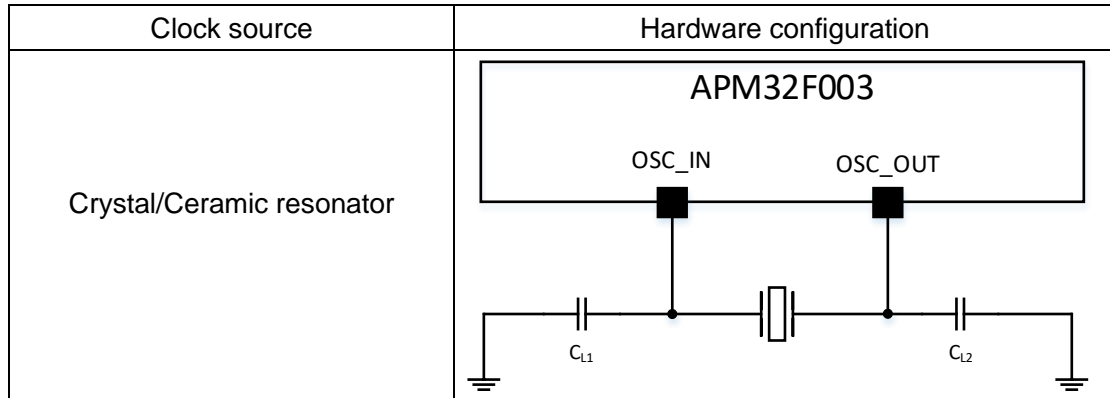 Clock source
Hardware configuration
Crystal/Ceramic resonator
APM32F003
OSC_IN
OSC_OUT
CL1
CL2